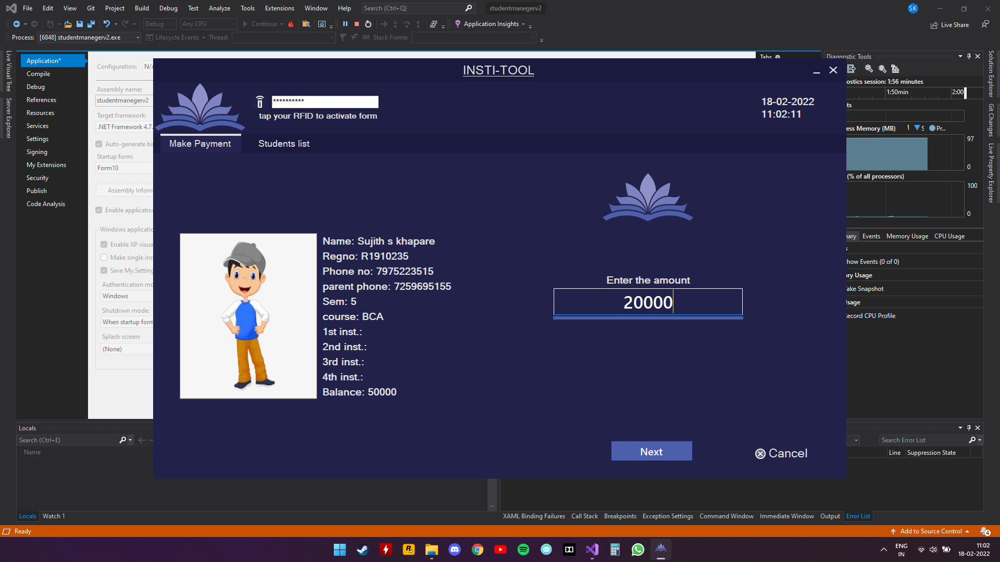 File Edit View Git Project Build Debug Test Analyze Tools Extensions Window Help Search (Ctrl+Q) studentmanegerv2 SK
Debug Any CPU Continue Application Insights Live Share
Process: [6848] studentmanegerv2.exe Lifecycle Events Thread: Stack Frame:
Live Visual Tree
Server Explorer
Application*
Compile
Debug
References
Resources
Services
Settings
Signing
My Extensions
Security
Publish
Code Analysis
Configuration: N/A
Assembly name:
studentmanegerv2
Target framework:
.NET Framework 4.7.
Auto-generate bin
Startup form:
Form10
Assembly Inform
Enable application
Windows applicatio
Enable XP visua
Make single inst
Save My.Setting
Authentication mo
Windows
Shutdown mode:
When startup form
Splash screen:
(None)
INSTI-TOOL
**********
tap your RFID to activate form
18-02-2022
11:02:11
Make Payment Students list
Name: Sujith s khapare
Regno: R1910235
Phone no: 7975223515
parent phone: 7259695155
Sem: 5
course: BCA
1st inst.:
2nd inst.:
3rd inst.:
4th inst.:
Balance: 50000
Enter the amount
20000
Next
Cancel
Tabs
Diagnostic Tools
ostics session: 1:56 minutes
1:50min 2:00
ts
ess Memory (MB) S Pr...
97
0
(% of all processors)
100
0
ary Events Memory Usage CPU Usage
s
how Events (0 of 0)
ry Usage
ake Snapshot
sage
ecord CPU Profile
Solution Explorer
Git Changes
Live Property Explorer
Locals
Search (Ctrl+E)
Name
Search Error List
Line Suppression State
Locals Watch 1
XAML Binding Failures Call Stack Breakpoints Exception Settings Command Window Immediate Window Output Error List
Ready
Add to Source Control 4
ENG
IN
11:02
18-02-2022